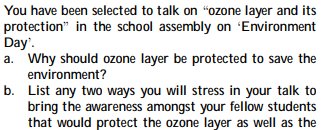 You have been selected to talk on “ozone layer and its
protection” in the school assembly on ‘Environment
Day’.
a. Why should ozone layer be protected to save the
environment?
b. List any two ways you will stress in your talk to
bring the awareness amongst your fellow students
that would protect the ozone layer as well as the